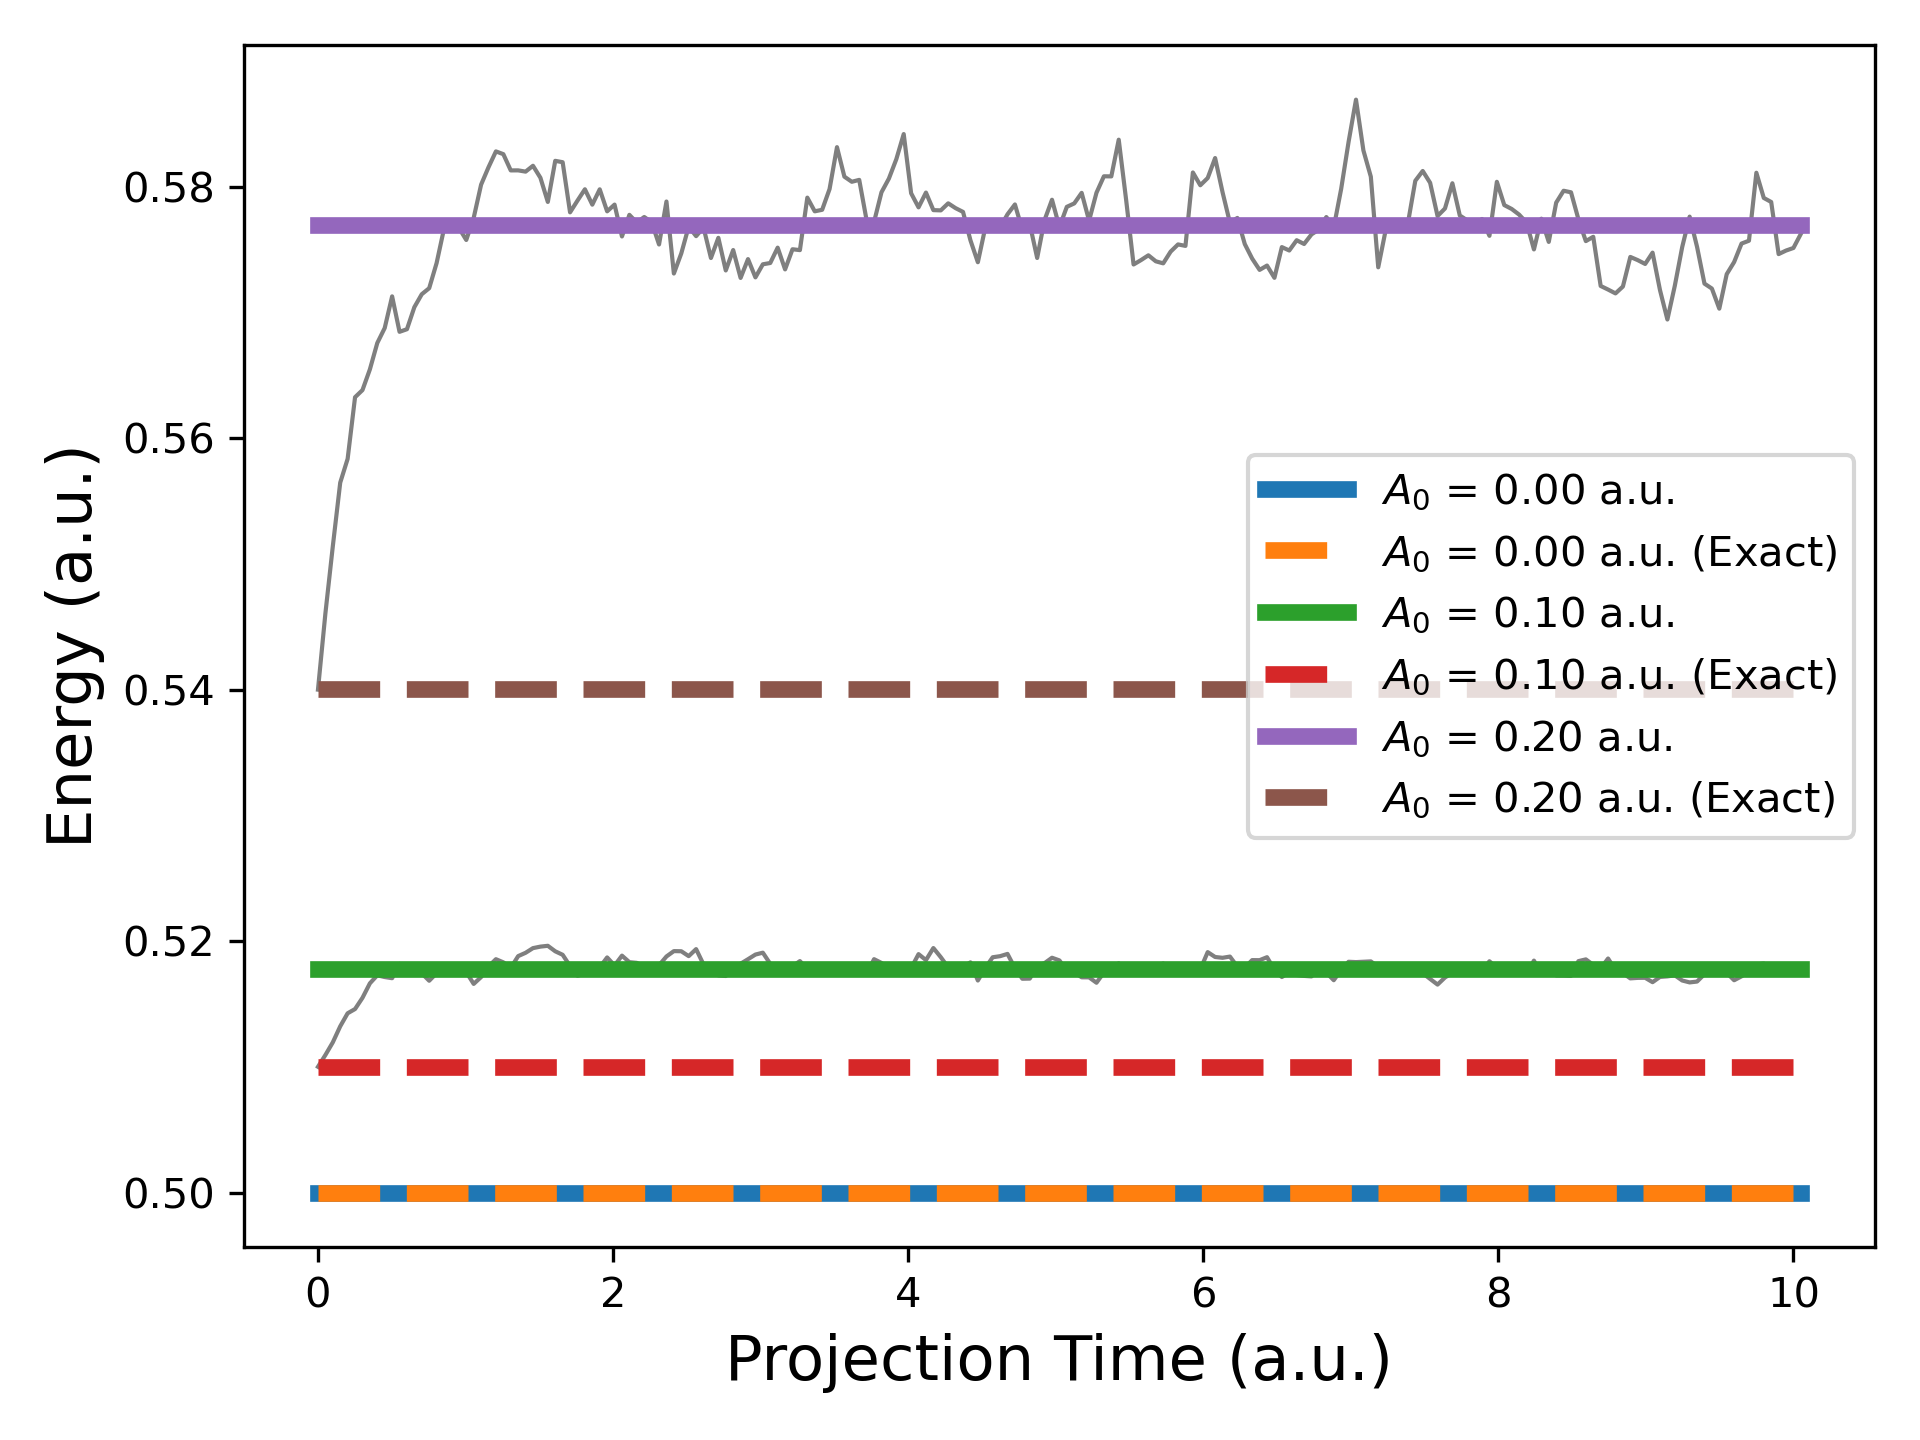 Energy (a.u.)
0.58
0.56
0.54
0.52
0.50
A₀ = 0.00 a.u.
A₀ = 0.00 a.u. (Exact)
A₀ = 0.10 a.u.
A₀ = 0.10 a.u. (Exact)
A₀ = 0.20 a.u.
A₀ = 0.20 a.u. (Exact)
0 2 4 6 8 10
Projection Time (a.u.)